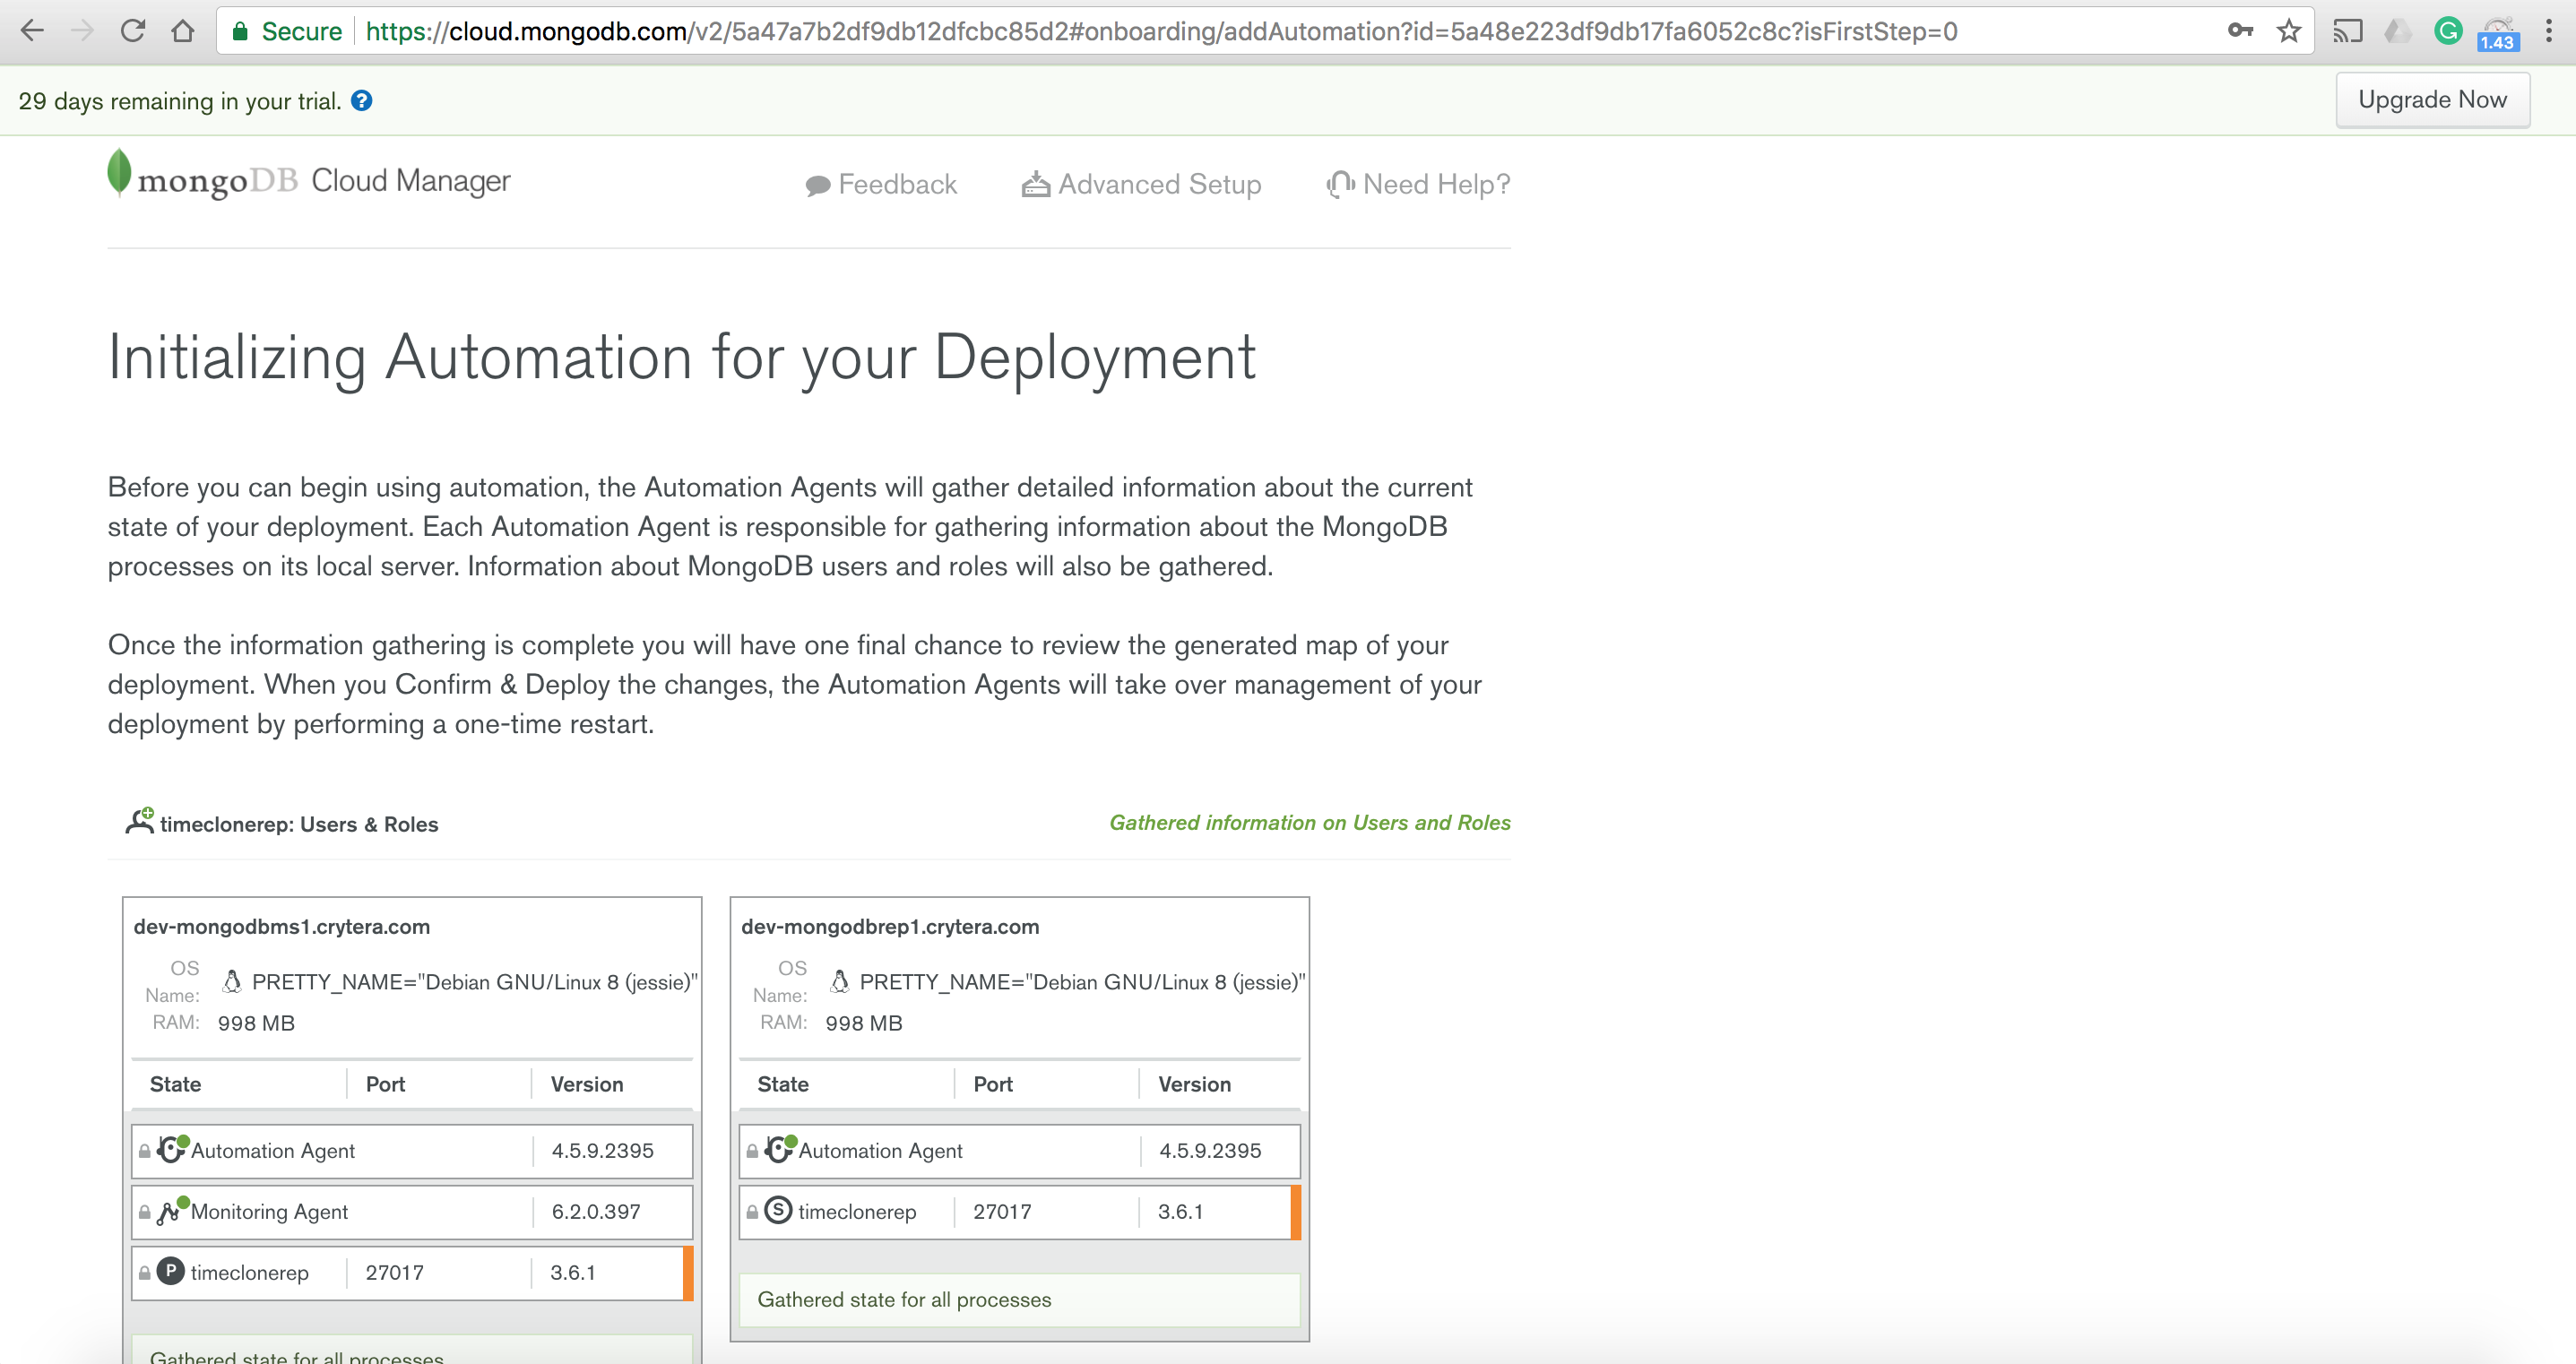 Secure https://cloud.mongodb.com/v2/5a47a7b2df9db12dfcbc85d2#onboarding/addAutomation?id=5a48e223df9db17fa6052c8c?isFirstStep=0
G
1.43
29 days remaining in your trial. ?
Upgrade Now
mongoDB Cloud Manager
Feedback
Advanced Setup
Need Help?
Initializing Automation for your Deployment
Before you can begin using automation, the Automation Agents will gather detailed information about the current
state of your deployment. Each Automation Agent is responsible for gathering information about the MongoDB
processes on its local server. Information about MongoDB users and roles will also be gathered.
Once the information gathering is complete you will have one final chance to review the generated map of your
deployment. When you Confirm & Deploy the changes, the Automation Agents will take over management of your
deployment by performing a one-time restart.
timeclonerep: Users & Roles
Gathered information on Users and Roles
dev-mongodbms1.crytera.com
OS Name: PRETTY_NAME="Debian GNU/Linux 8 (jessie)"
RAM: 998 MB
State Port Version
Automation Agent 4.5.9.2395
Monitoring Agent 6.2.0.397
P timeclonerep 27017 3.6.1
Gathered state for all processes
dev-mongodbrep1.crytera.com
OS Name: PRETTY_NAME="Debian GNU/Linux 8 (jessie)"
RAM: 998 MB
State Port Version
Automation Agent 4.5.9.2395
S timeclonerep 27017 3.6.1
Gathered state for all processes